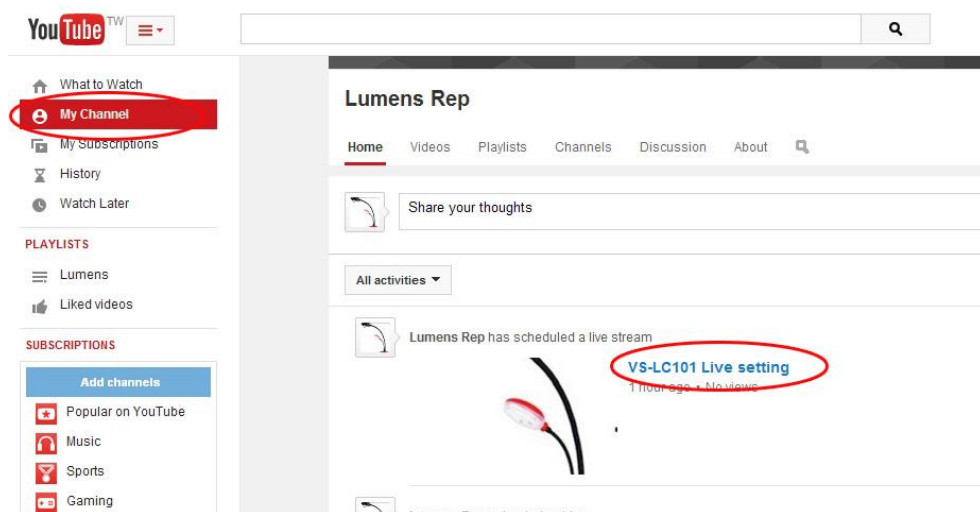 YouTube TW
What to Watch
My Channel
My Subscriptions
History
Watch Later
PLAYLISTS
Lumens
Liked videos
SUBSCRIPTIONS
Add channels
Popular on YouTube
Music
Sports
Gaming
Lumens Rep
Home Videos Playlists Channels Discussion About
Share your thoughts
All activities
Lumens Rep has scheduled a live stream
VS-LC101 Live setting
1 hour ago • No views